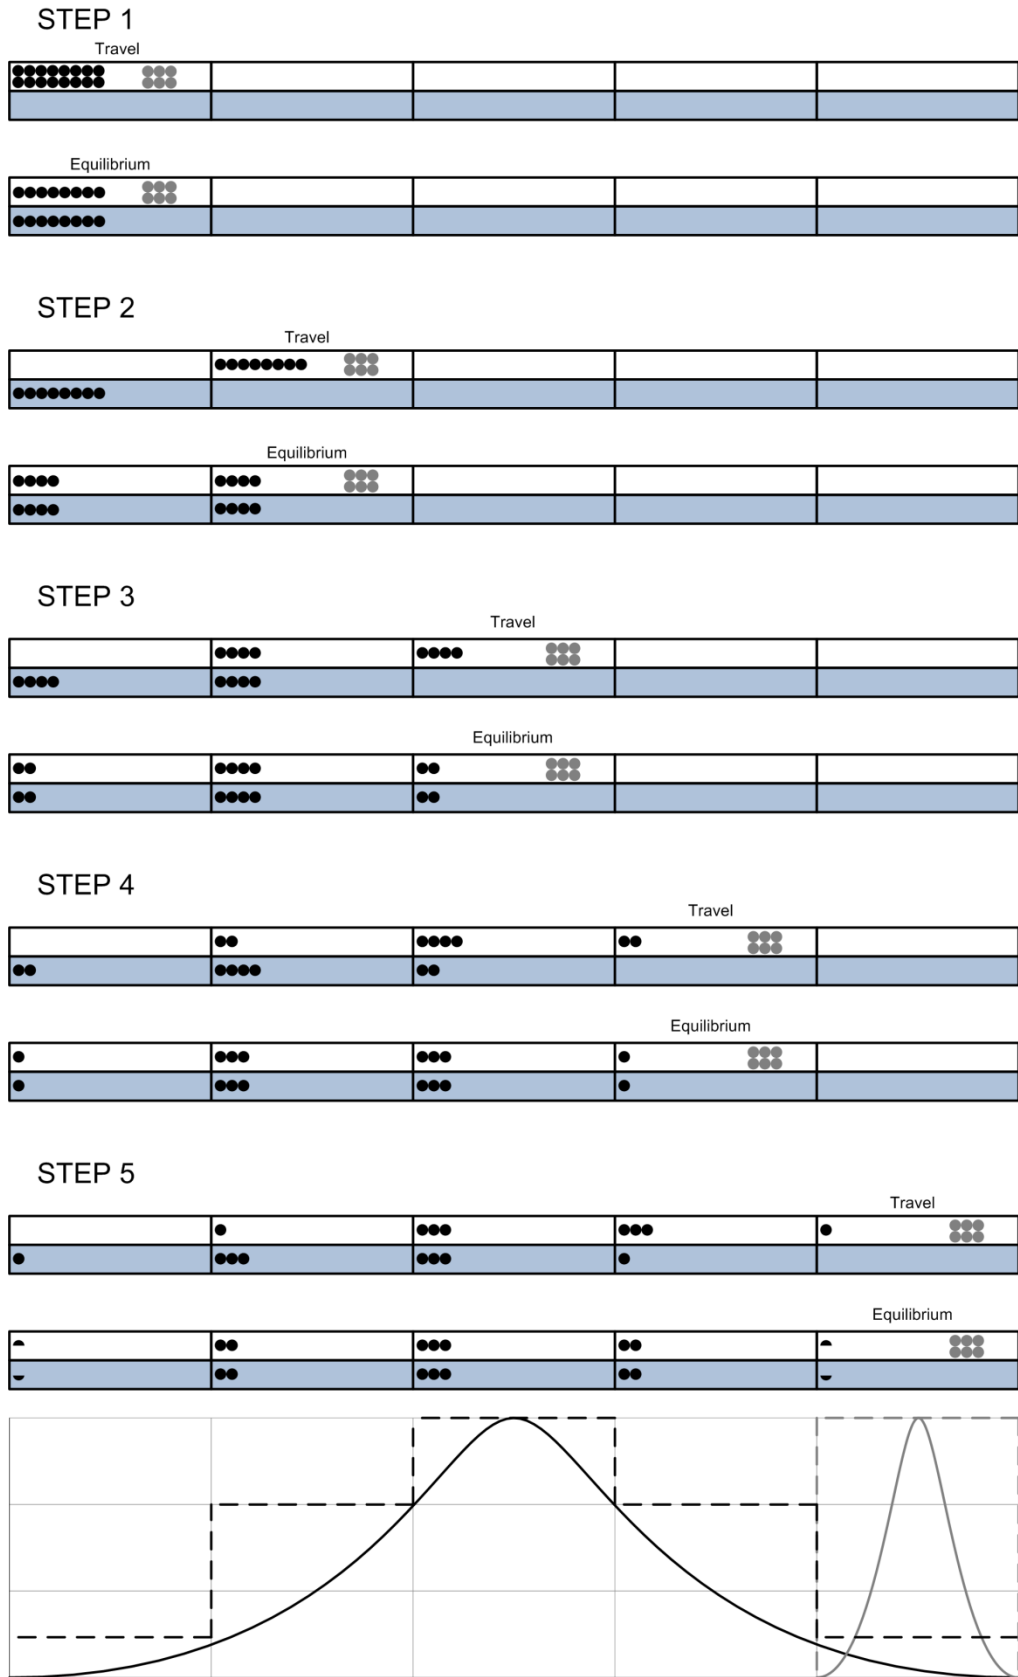 STEP 1
Travel
Equilibrium
STEP 2
Travel
Equilibrium
STEP 3
Travel
Equilibrium
STEP 4
Travel
Equilibrium
STEP 5
Travel
Equilibrium